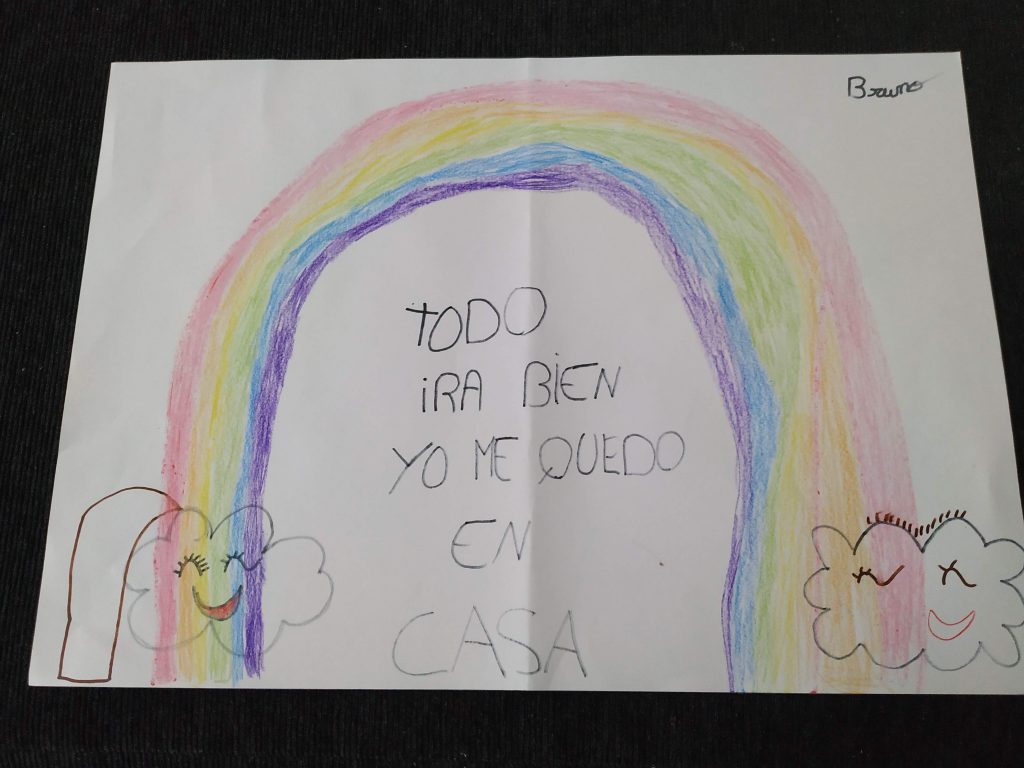 Bruno
TODO
iRA BIEN
YO ME QUEDO
EN
CASA